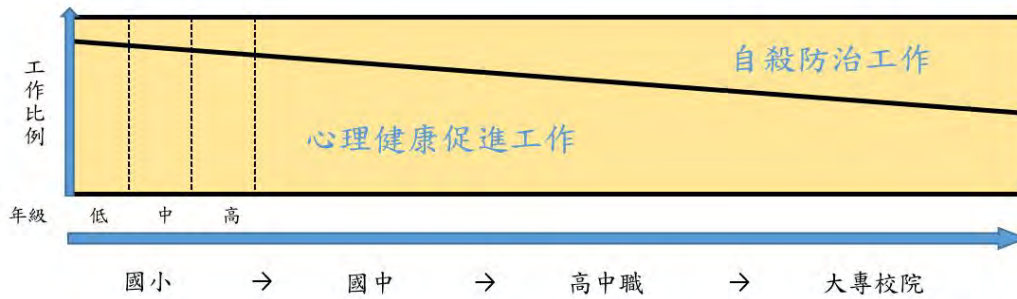 自殺防治工作
心理健康促進工作
工作比例
年級 低 中 高
國小 → 國中 → 高中職 → 大專校院